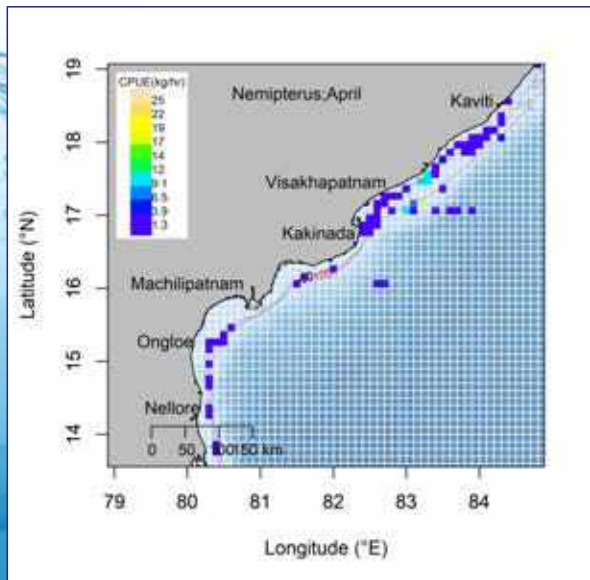 Nemipterus;April
CPUE(kg/hr)
25
22
19
17
14
12
9.1
6.5
3.9
1.3
Kaviti
Visakhapatnam
Kakinada
Machilipatnam
Ongloe
Nellore
0 50 100 150 km
19
18
17
16
15
14
Latitude (°N)
79 80 81 82 83 84
Longitude (°E)